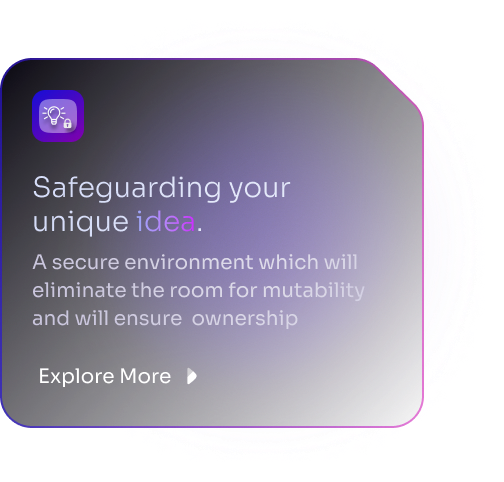 Safeguarding your
unique idea.
A secure environment which will
eliminate the room for mutability
and will ensure  ownership
Explore More